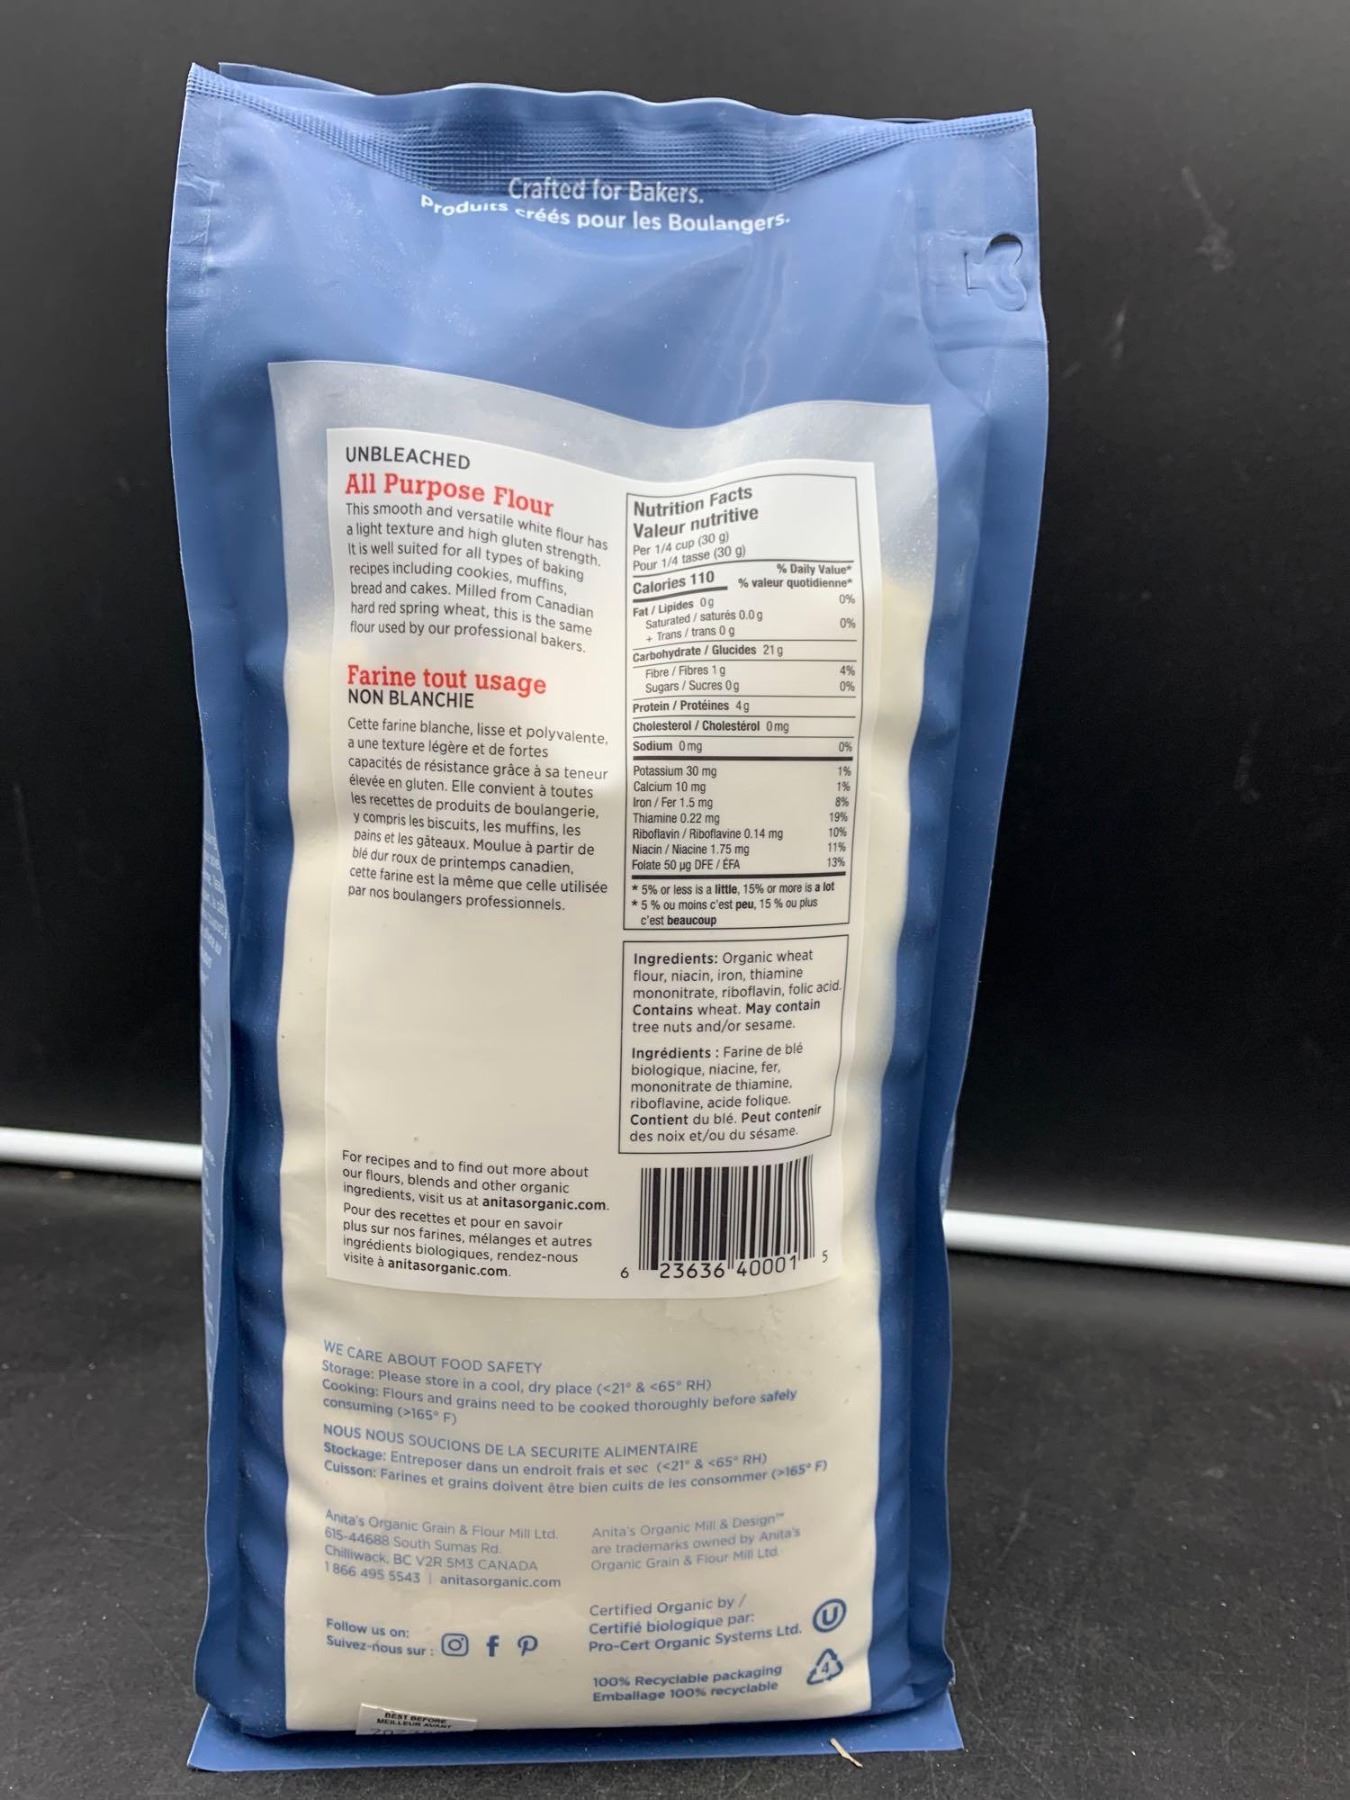 Crafted for Bakers.
Produits créés pour les Boulangers.
UNBLEACHED
All Purpose Flour
This smooth and versatile white flour has
a light texture and high gluten strength.
It is well suited for all types of baking
recipes including cookies, muffins,
bread and cakes. Milled from Canadian
hard red spring wheat, this is the same
flour used by our professional bakers.
Farine tout usage
NON BLANCHIE
Cette farine blanche, lisse et polyvalente,
a une texture légère et de fortes
capacités de résistance grâce à sa teneur
élevée en gluten. Elle convient à toutes
les recettes de produits de boulangerie,
y compris les biscuits, les muffins, les
pains et les gâteaux. Moulue à partir de
blé dur roux de printemps canadien,
cette farine est la même que celle utilisée
par nos boulangers professionnels.
Nutrition Facts
Valeur nutritive
Per 1/4 cup (30 g)
Pour 1/4 tasse (30 g)
Calories 110 % Daily Value*
% valeur quotidienne*
Fat / Lipides 0 g 0%
Saturated / saturés 0.0 g
+ Trans / trans 0 g 0%
Carbohydrate / Glucides 21 g
Fibre / Fibres 1 g 4%
Sugars / Sucres 0 g 0%
Protein / Protéines 4 g
Cholesterol / Cholestérol 0 mg
Sodium 0 mg 0%
Potassium 30 mg 1%
Calcium 10 mg 1%
Iron / Fer 1.5 mg 8%
Thiamine 0.22 mg 19%
Riboflavin / Riboflavine 0.14 mg 10%
Niacin / Niacine 1.75 mg 11%
Folate 50 µg DFE / ÉFA 13%
* 5% or less is a little, 15% or more is a lot
* 5 % ou moins c'est peu, 15 % ou plus
c'est beaucoup
Ingredients: Organic wheat
flour, niacin, iron, thiamine
mononitrate, riboflavin, folic acid.
Contains wheat. May contain
tree nuts and/or sesame.
Ingrédients : Farine de blé
biologique, niacine, fer,
mononitrate de thiamine,
riboflavine, acide folique.
Contient du blé. Peut contenir
des noix et/ou du sésame.
For recipes and to find out more about
our flours, blends and other organic
ingredients, visit us at anitasorganic.com.
Pour des recettes et pour en savoir
plus sur nos farines, mélanges et autres
ingrédients biologiques, rendez-nous
visite à anitasorganic.com.
6 23636 40001 5
WE CARE ABOUT FOOD SAFETY
Storage: Please store in a cool, dry place (<21° & <65° RH)
Cooking: Flours and grains need to be cooked thoroughly before safely
consuming (>165° F)
NOUS NOUS SOUCIONS DE LA SECURITE ALIMENTAIRE
Stockage: Entreposer dans un endroit frais et sec (<21° & <65° RH)
Cuisson: Farines et grains doivent être bien cuits de les consommer (>165° F)
Anita's Organic Grain & Flour Mill Ltd.
615-44688 South Sumas Rd.
Chilliwack, BC V2R 5M3 CANADA
1 866 495 5543 | anitasorganic.com
Anita's Organic Mill & Design™
are trademarks owned by Anita's
Organic Grain & Flour Mill Ltd.
Follow us on:
Suivez-nous sur :
Certified Organic by /
Certifié biologique par:
Pro-Cert Organic Systems Ltd.
U
100% Recyclable packaging
Emballage 100% recyclable
4
BEST BEFORE
MEILLEUR AVANT